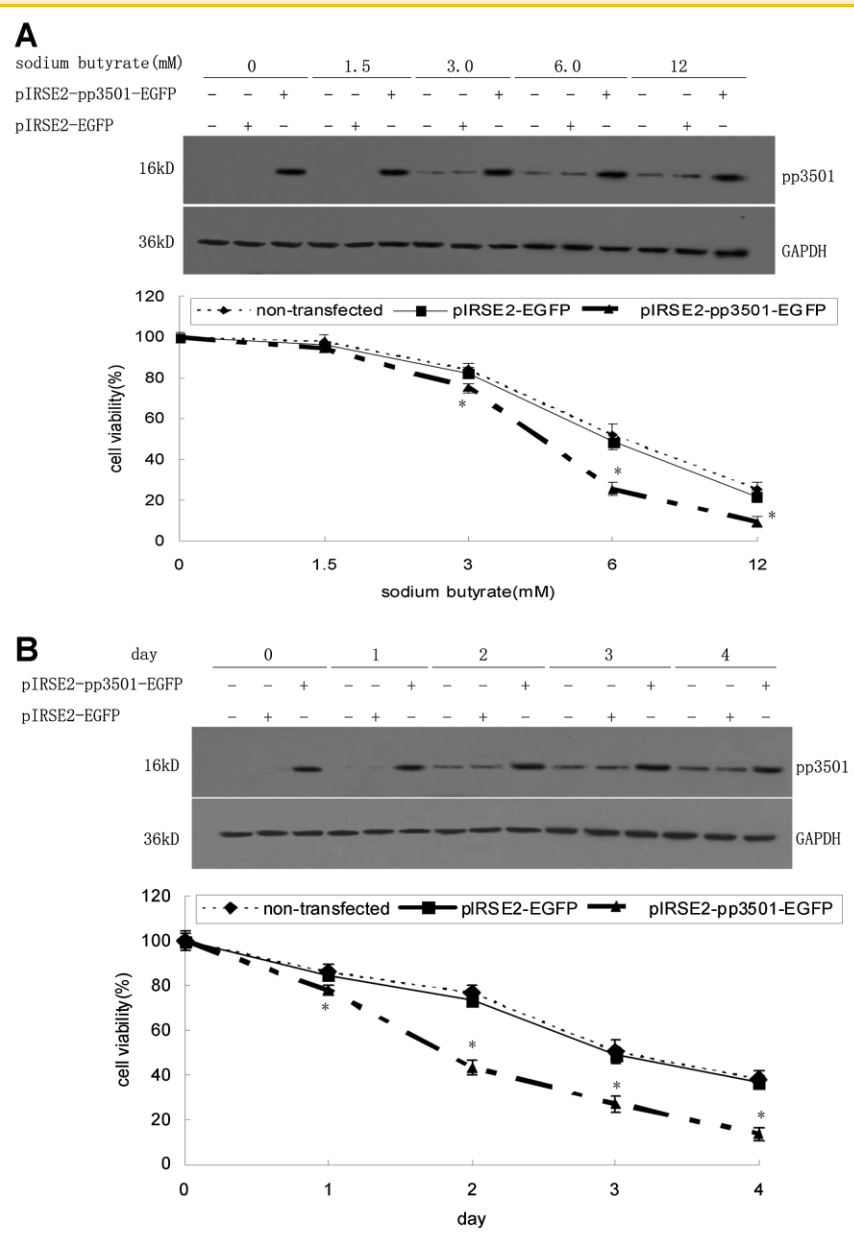 A
sodium butyrate(mM) 0 1.5 3.0 6.0 12
pIRSE2-pp3501-EGFP - - + - - + - - + - - + - - +
pIRSE2-EGFP - + - - + - - + - - + - - + -
16kD pp3501
36kD GAPDH
120
non-transfected pIRSE2-EGFP pIRSE2-pp3501-EGFP
100
80
*
60
cell viability(%)
40
*
20
*
0
0 1.5 3 6 12
sodium butyrate(mM)
B
day 0 1 2 3 4
pIRSE2-pp3501-EGFP - - + - - + - - + - - + - - +
pIRSE2-EGFP - + - - + - - + - - + - - + -
16kD pp3501
36kD GAPDH
120
non-transfected pIRSE2-EGFP pIRSE2-pp3501-EGFP
100
80
*
60
cell viability(%)
*
40
*
20
*
0
0 1 2 3 4
day